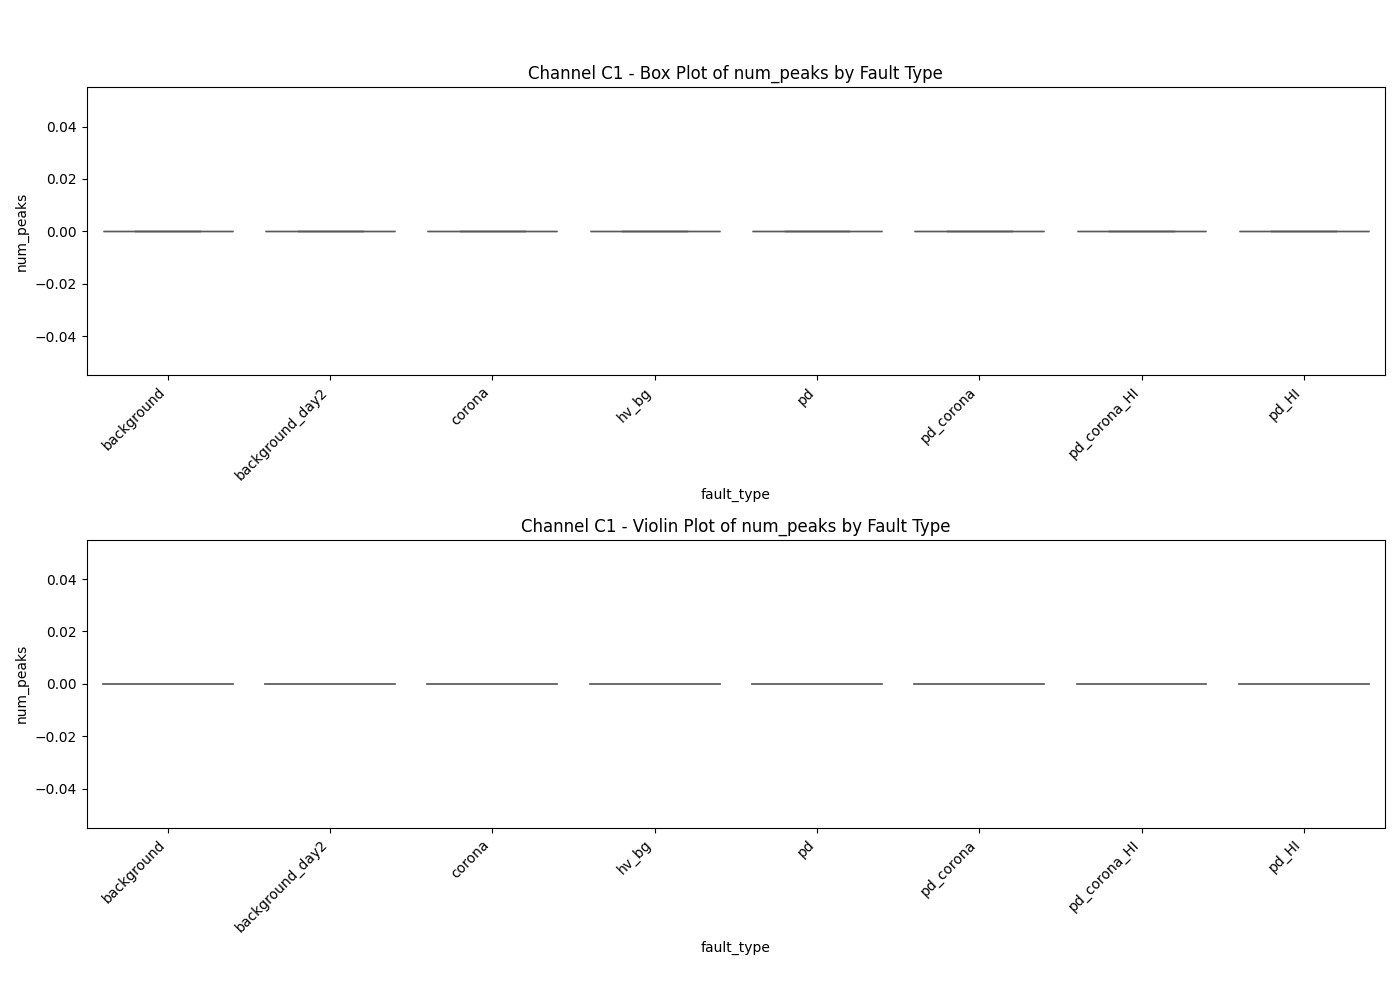 Channel C1 - Box Plot of num_peaks by Fault Type
num_peaks
0.04
0.02
0.00
−0.02
−0.04
background
background_day2
corona
hv_bg
pd
pd_corona
pd_corona_HI
pd_HI
fault_type
Channel C1 - Violin Plot of num_peaks by Fault Type
num_peaks
0.04
0.02
0.00
−0.02
−0.04
background
background_day2
corona
hv_bg
pd
pd_corona
pd_corona_HI
pd_HI
fault_type